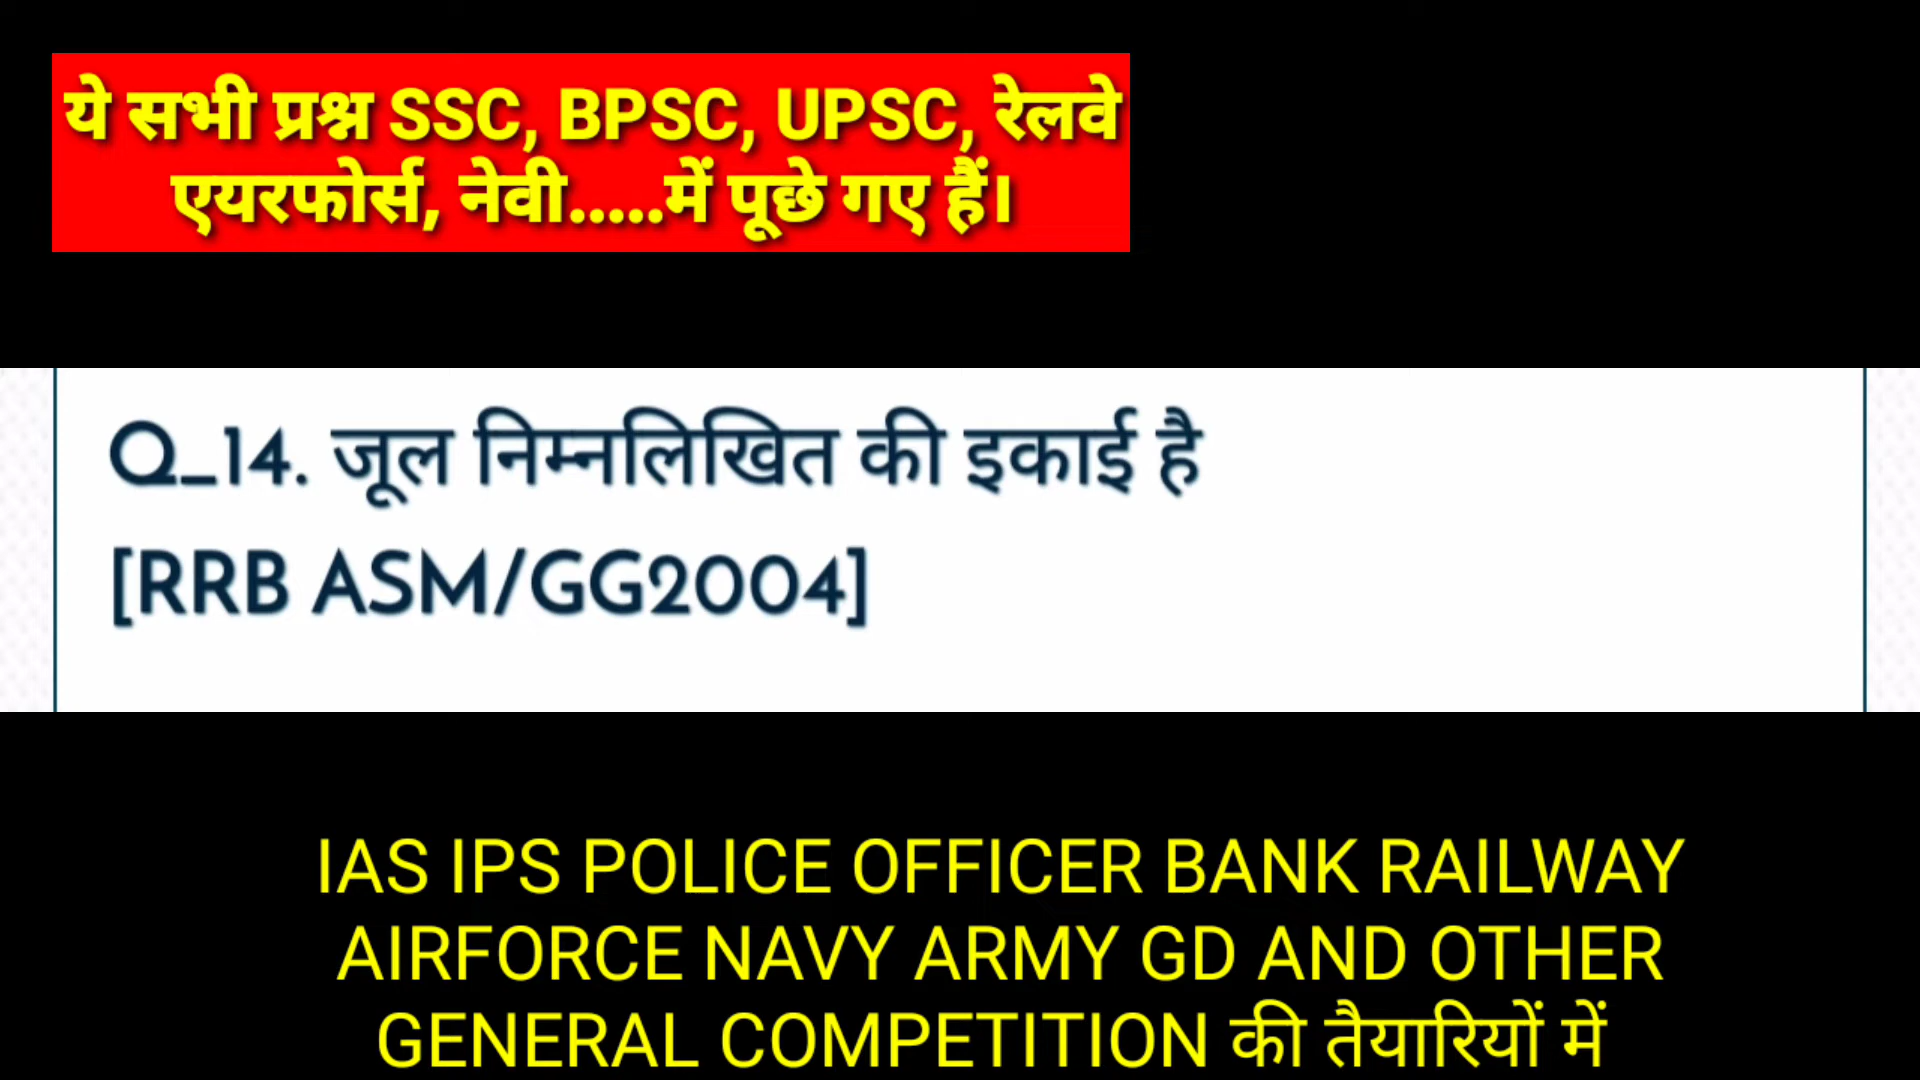 ये सभी प्रश्न SSC, BPSC, UPSC, रेलवे
एयरफोर्स, नेवी.....में पूछे गए हैं।
Q_14. जूल निम्नलिखित की इकाई है
[RRB ASM/GG2004]
IAS IPS POLICE OFFICER BANK RAILWAY
AIRFORCE NAVY ARMY GD AND OTHER
GENERAL COMPETITION की तैयारियों में